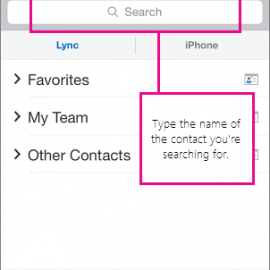 Search
Lync
iPhone
Favorites
My Team
Other Contacts
Type the name of
the contact you're
searching for.